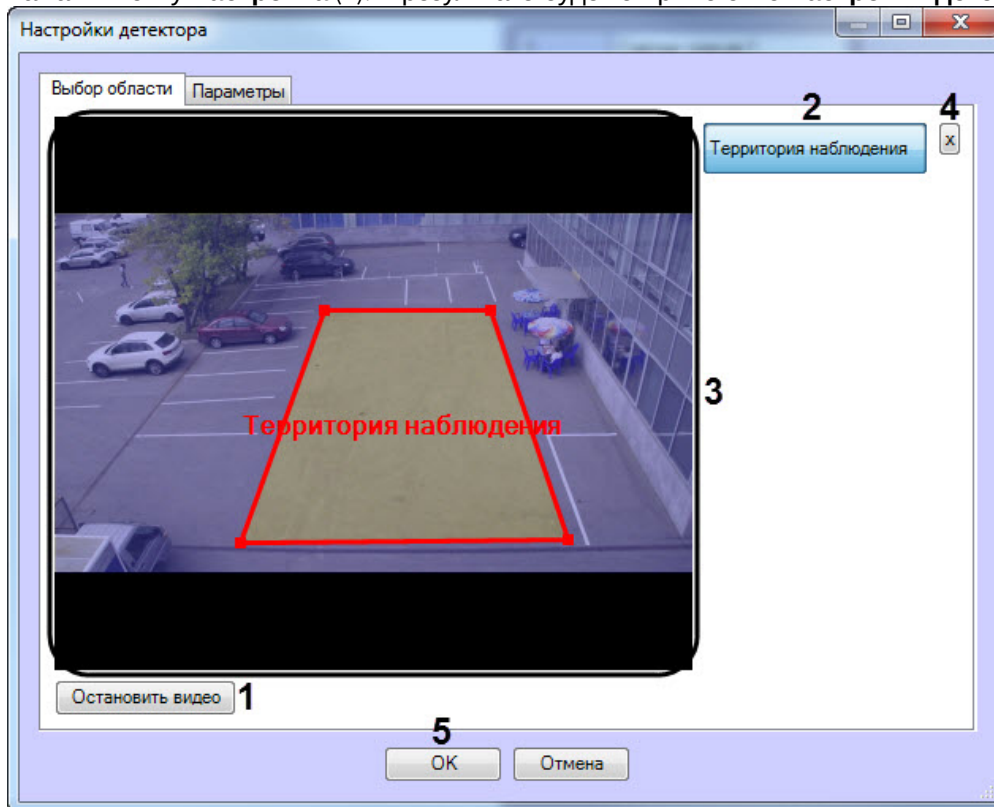 Настройки детектора
Выбор области
Параметры
2
4
Территория наблюдения
x
3
Территория наблюдения
Остановить видео
1
5
OK
Отмена